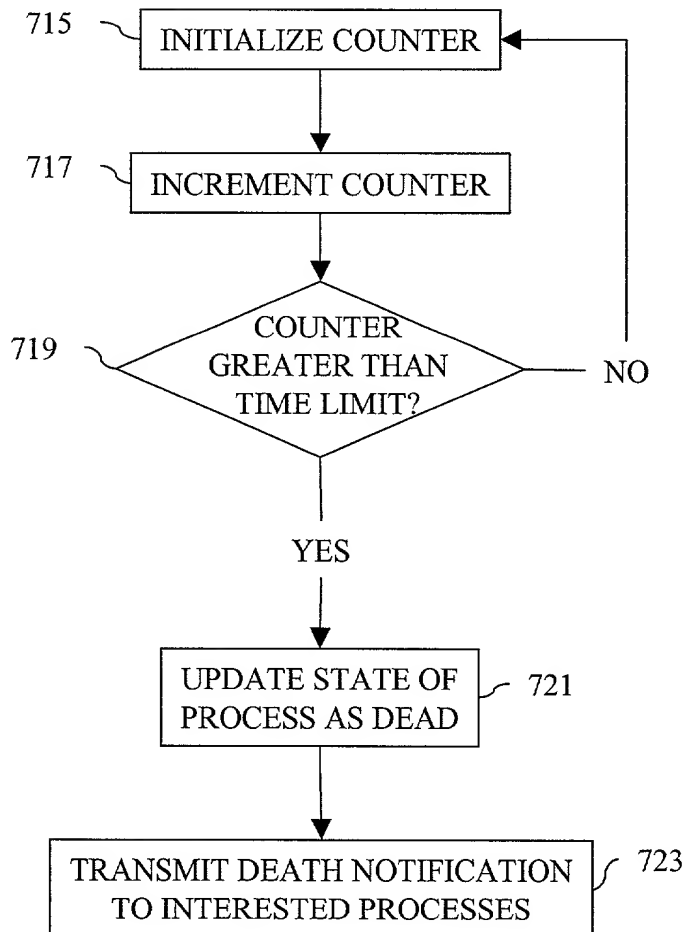 715
INITIALIZE COUNTER
717
INCREMENT COUNTER
719
COUNTER
GREATER THAN
TIME LIMIT?
NO
YES
UPDATE STATE OF
PROCESS AS DEAD
721
TRANSMIT DEATH NOTIFICATION
TO INTERESTED PROCESSES
723